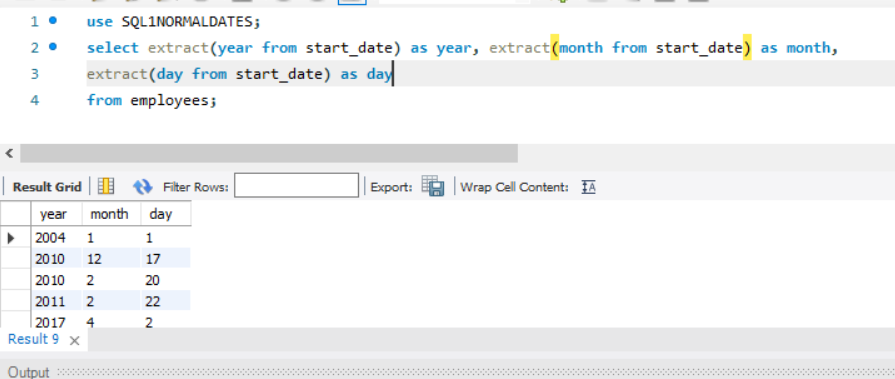 1 use SQL1NORMALDATES;
2 select extract(year from start_date) as year, extract(month from start_date) as month,
3 extract(day from start_date) as day
4 from employees;
Result Grid Filter Rows: Export: Wrap Cell Content: IA
year month day
2004 1 1
2010 12 17
2010 2 20
2011 2 22
2017 4 2
Result 9 ×
Output